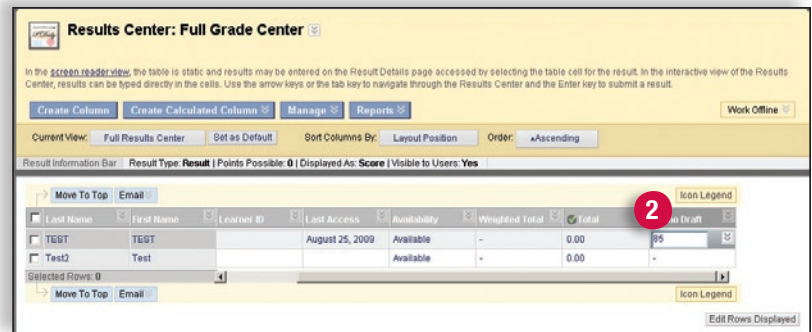 Results Center: Full Grade Center
In the screen reader view, the table is static and results may be entered on the Result Details page accessed by selecting the table cell for the result. In the interactive view of the Results
Center, results can be typed directly in the cells. Use the arrow keys or the tab key to navigate through the Results Center and the Enter key to submit a result.
Create Column Create Calculated Column Manage Reports Work Offline
Current View: Full Results Center Set as Default Sort Columns By: Layout Position Order: Ascending
Result Information Bar Result Type: Result | Points Possible: 0 | Displayed As: Score | Visible to Users: Yes
Move To Top Email Icon Legend
2
Last Name First Name Learner ID Last Access Availability Weighted Total Total Draft
TEST TEST August 25, 2009 Available - 0.00 85
Test2 Test Available - 0.00 -
Selected Rows: 0
Move To Top Email Icon Legend
Edit Rows Displayed